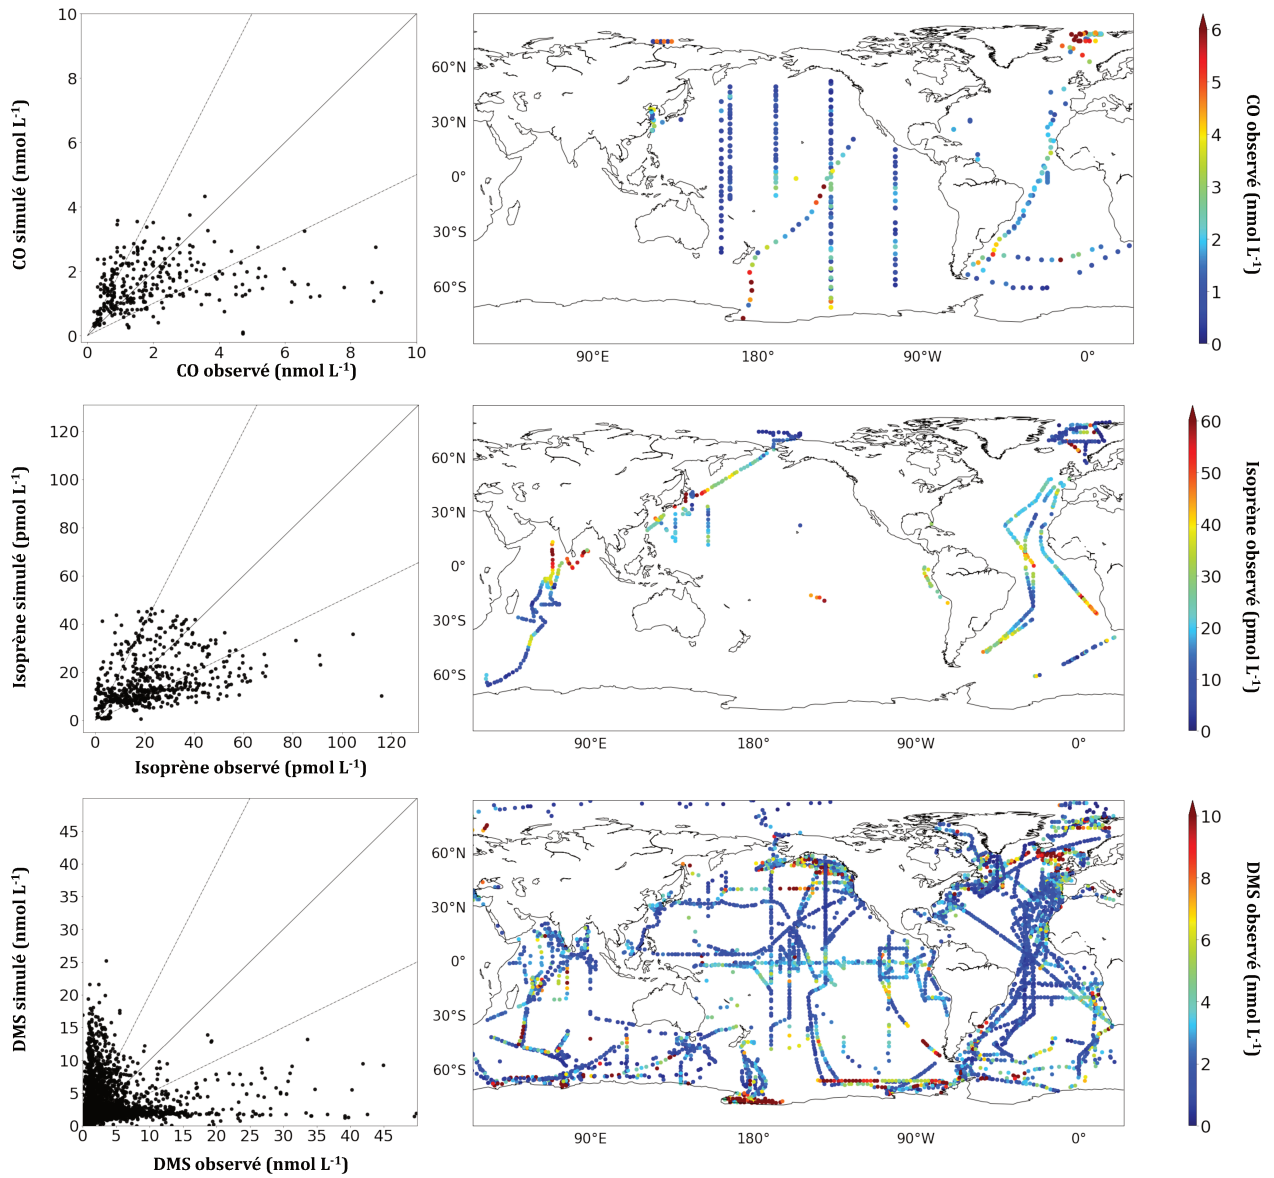 10
8
6
4
2
0
0
2
4
6
8
10
CO simulé (nmol L⁻¹)
CO observé (nmol L⁻¹)
60°N
30°N
0°
30°S
60°S
90°E
180°
90°W
0°
6
5
4
3
2
1
0
CO observé (nmol L⁻¹)
120
100
80
60
40
20
0
0
20
40
60
80
100
120
Isoprène simulé (pmol L⁻¹)
Isoprène observé (pmol L⁻¹)
60°N
30°N
0°
30°S
60°S
90°E
180°
90°W
0°
60
50
40
30
20
10
0
Isoprène observé (pmol L⁻¹)
45
40
35
30
25
20
15
10
5
0
0
5
10
15
20
25
30
35
40
45
DMS simulé (nmol L⁻¹)
DMS observé (nmol L⁻¹)
60°N
30°N
0°
30°S
60°S
90°E
180°
90°W
0°
10
8
6
4
2
0
DMS observé (nmol L⁻¹)